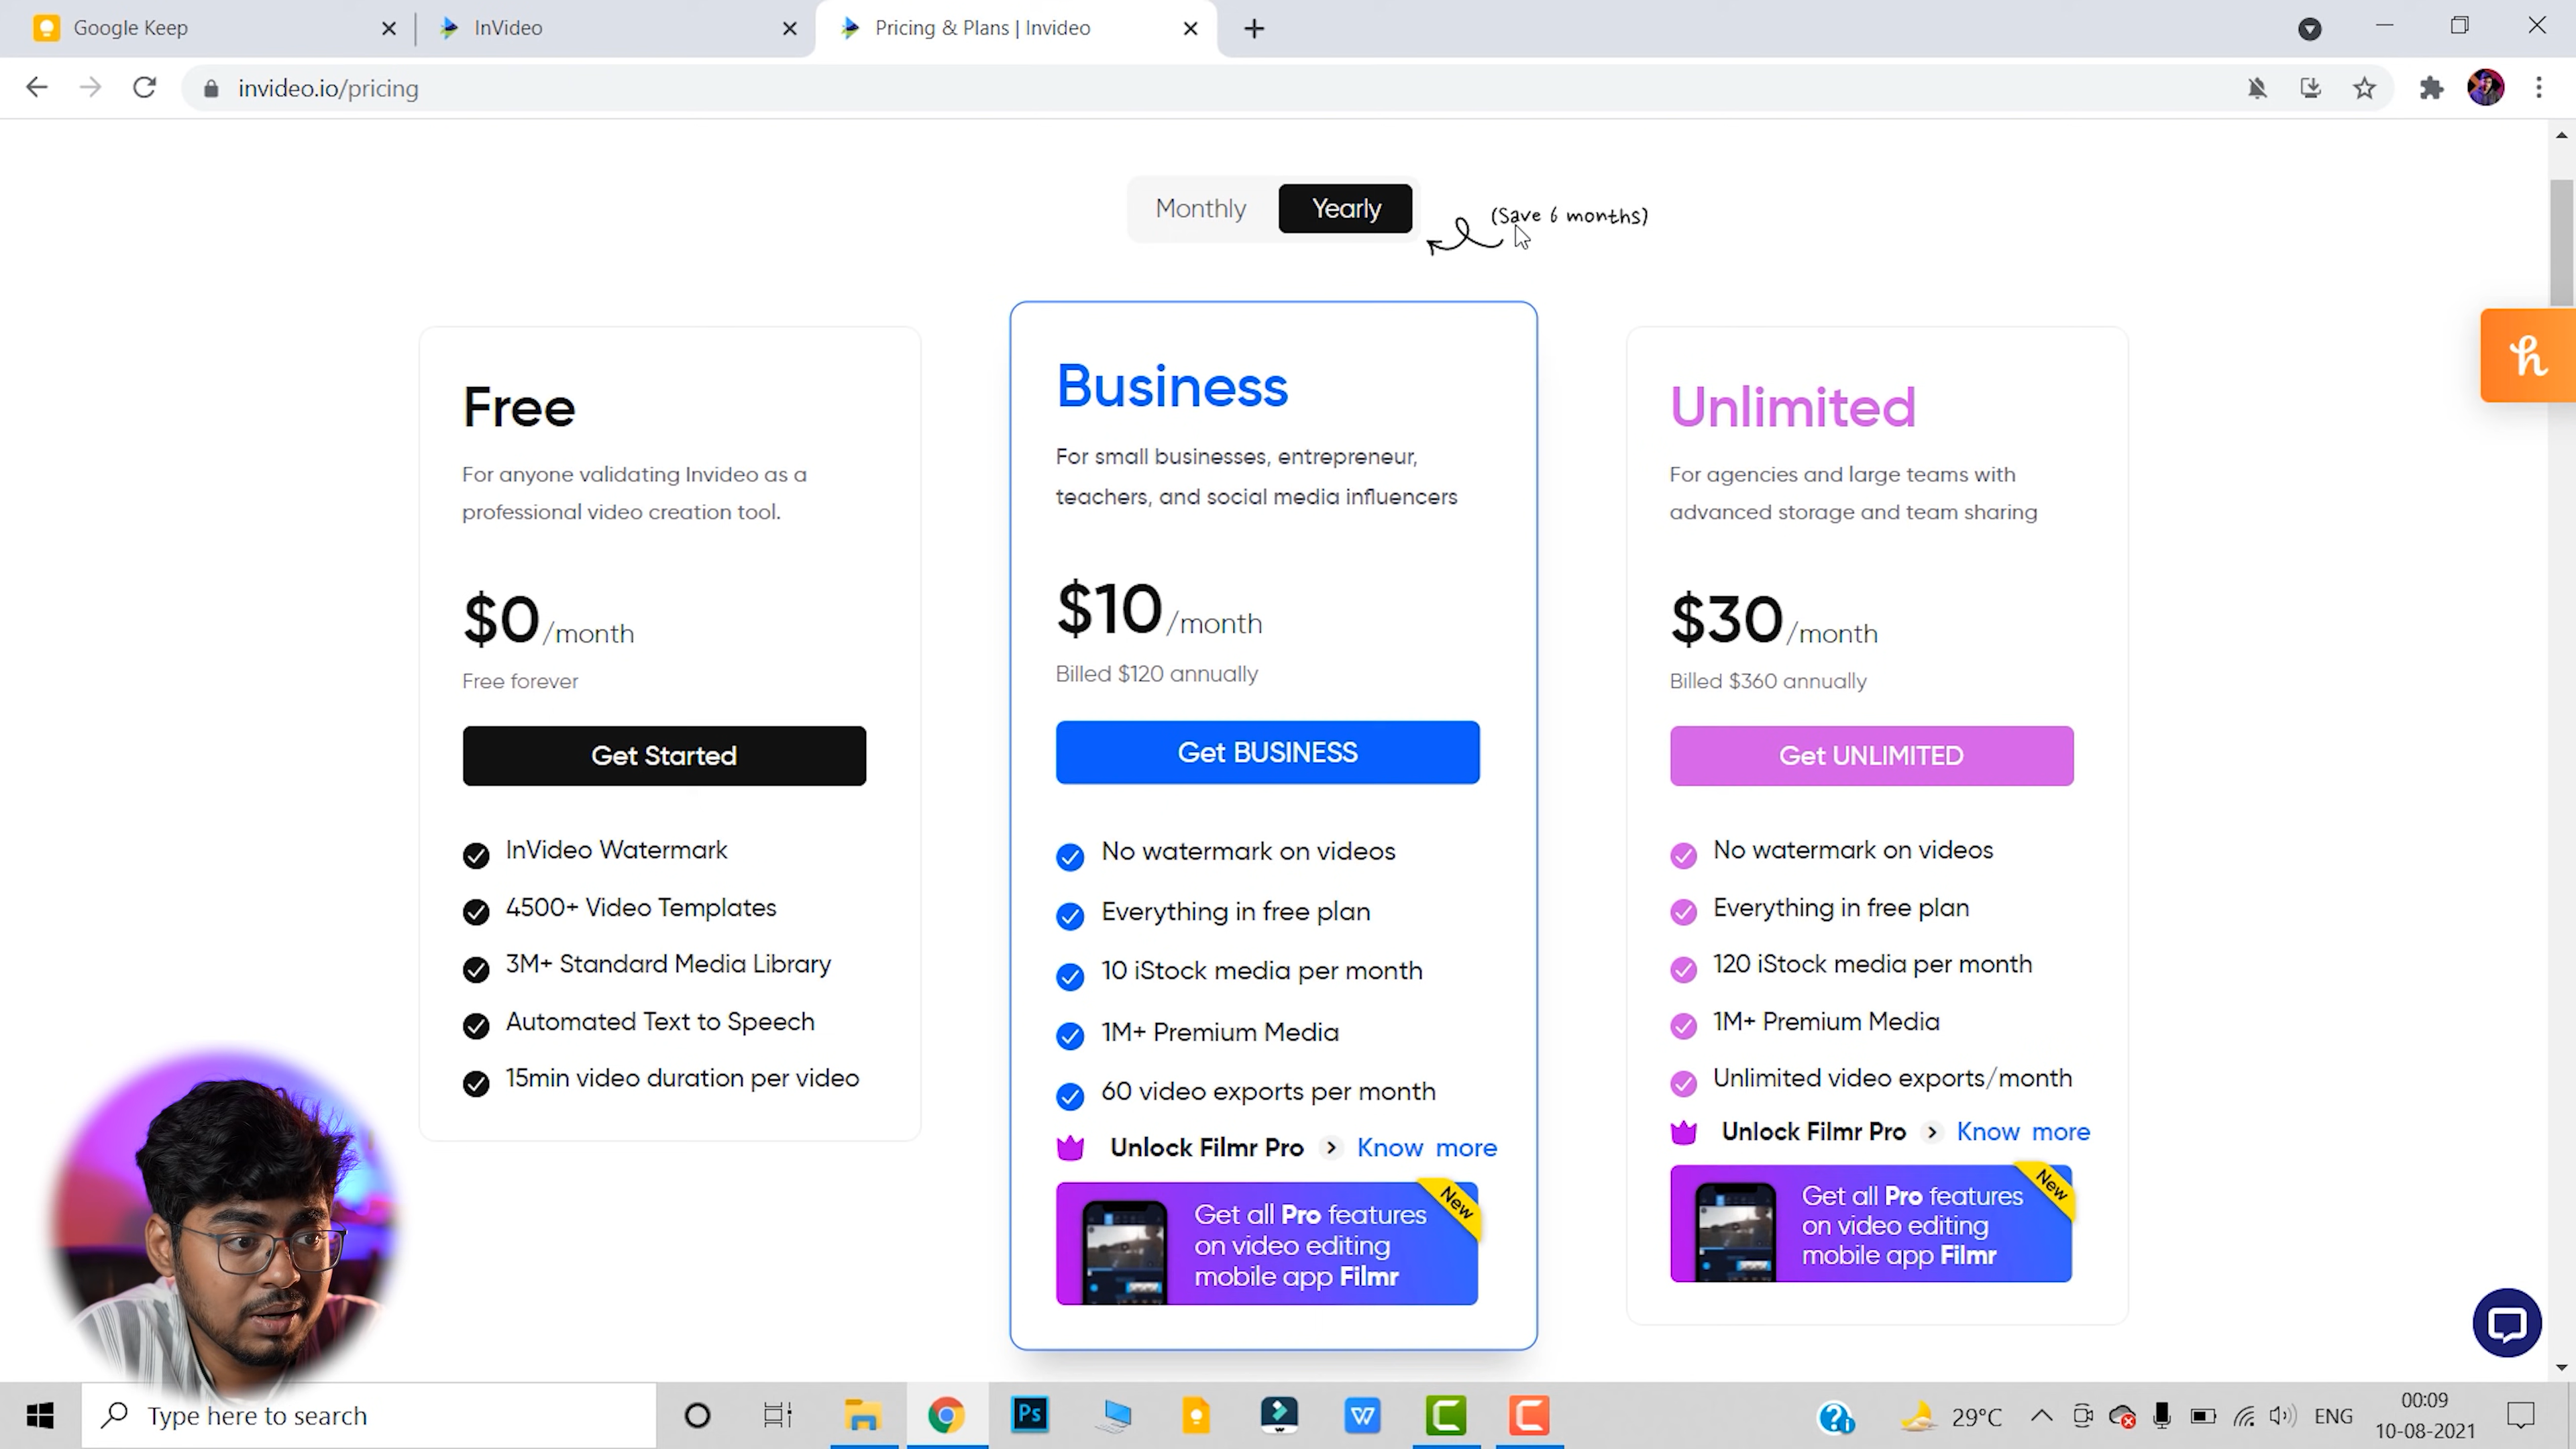 Google Keep
InVideo
Pricing & Plans | Invideo
invideo.io/pricing
Monthly
Yearly
(Save 6 months)
Free
For anyone validating Invideo as a
professional video creation tool.
$0/month
Free forever
Get Started
InVideo Watermark
4500+ Video Templates
3M+ Standard Media Library
Automated Text to Speech
15min video duration per video
Business
For small businesses, entrepreneur,
teachers, and social media influencers
$10/month
Billed $120 annually
Get BUSINESS
No watermark on videos
Everything in free plan
10 iStock media per month
1M+ Premium Media
60 video exports per month
Unlock Filmr Pro > Know more
Get all Pro features
on video editing
mobile app Filmr
New
Unlimited
For agencies and large teams with
advanced storage and team sharing
$30/month
Billed $360 annually
Get UNLIMITED
No watermark on videos
Everything in free plan
120 iStock media per month
1M+ Premium Media
Unlimited video exports/month
Unlock Filmr Pro > Know more
Get all Pro features
on video editing
mobile app Filmr
New
h
Type here to search
Ps
W
C
C
29°C
ENG
00:09
10-08-2021